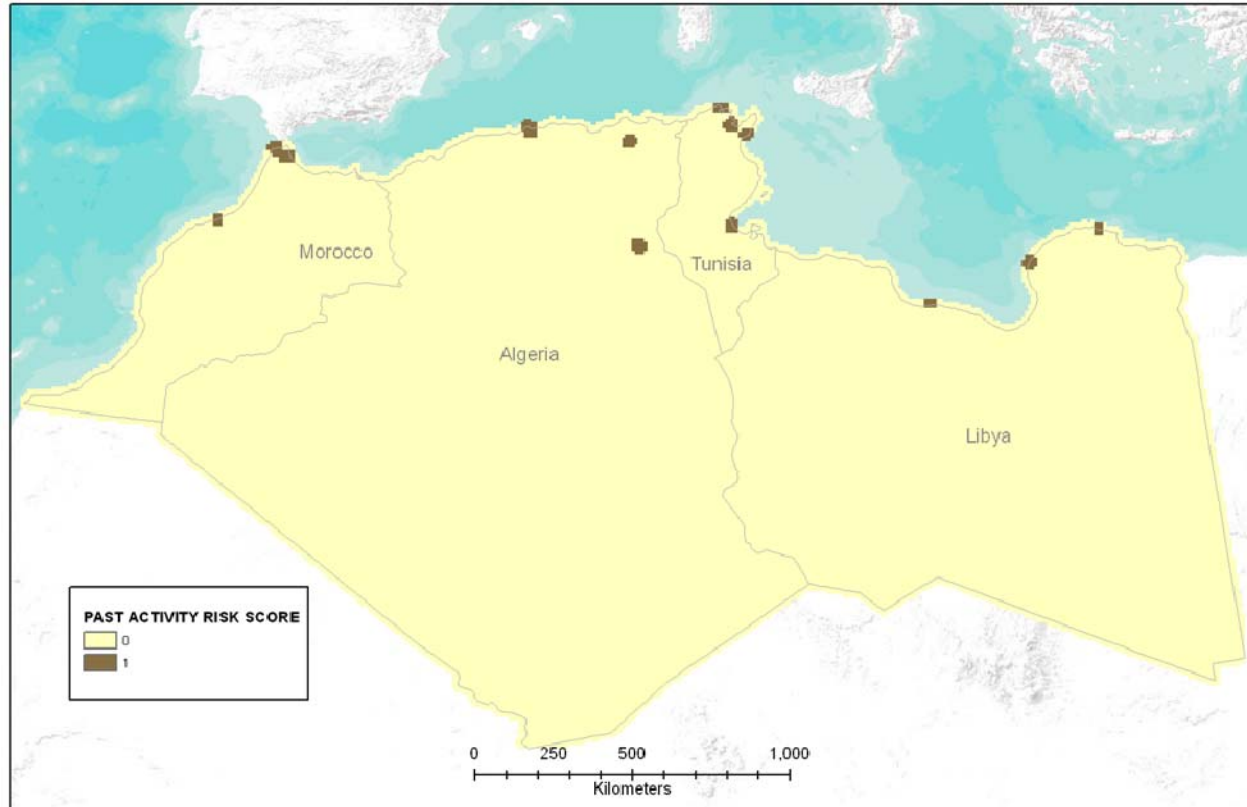 Morocco
Tunisia
Algeria
Libya
PAST ACTIVITY RISK SCORE
0
1
0 250 500 1,000
Kilometers